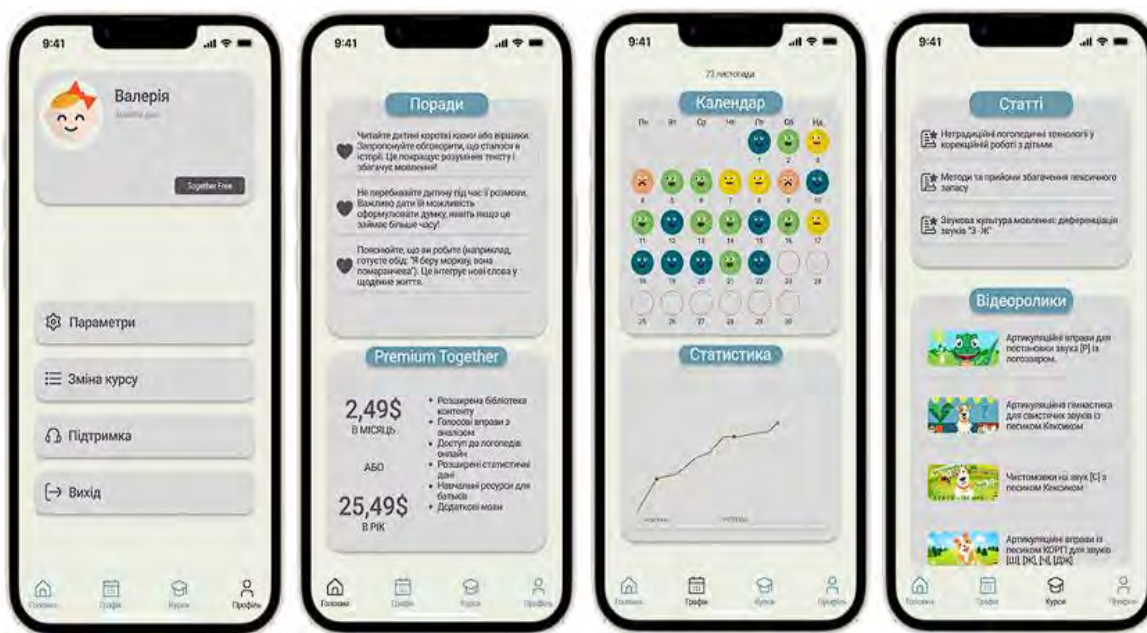 9:41
Валерія
Together Free
Параметри
Зміна курсу
Підтримка
Вихід
Головна
Графік
Курси
Профіль
9:41
Поради
Читайте дитині короткі казки або віршики.
Запропонуйте обговорити, що сталося в
історії. Це покращує розуміння тексту і
збагачує мовлення!
Не перебивайте дитину під час її розмови.
Важливо дати їй можливість
оформлювати думку, навіть якщо це
займає більше часу!
Пояснюйте, що ви робите (наприклад,
готуєте обід: "Я беру моркву, вона
помаранчева"). Це інтегрує нові слова у
щоденне життя.
Premium Together
2,49$
В МІСЯЦЬ
АБО
25,49$
В РІК
Розширена бібліотека
контенту
Голосові вправи з
аналізом
Доступ до логопедів
онлайн
Розширені статистичні
дані
Навчальні ресурси для
батьків
Додаткові мови
Головна
Графік
Курси
Профіль
9:41
листопада
Календар
Пн Вт Ср Чт Пт Сб Нд
1 2 3
4 5 6 7 8 9 10
11 12 13 14 15 16 17
18 19 20 21 22 23 24
25 26 27 28 29 30
Статистика
Головна
Графік
Курси
Профіль
9:41
Статті
Нетрадиційні логопедичні технології у
корекційній роботі з дітьми
Методи та прийоми збагачення лексичного
запасу
Звукова культура мовлення: диференціація
звуків "З -Ж"
Відеоролики
Артикуляційні вправи для
постановки звука [Р] із
логозавром.
Артикуляційна гімнастика
для свистячих звуків із
песиком Кексиком
Чистомовки на звук [С] з
песиком Кексиком
Артикуляційні вправи із
песиком КОРГІ для звуків
[Ш], [Ж], [Ч], [ДЖ]
Головна
Графік
Курси
Профіль